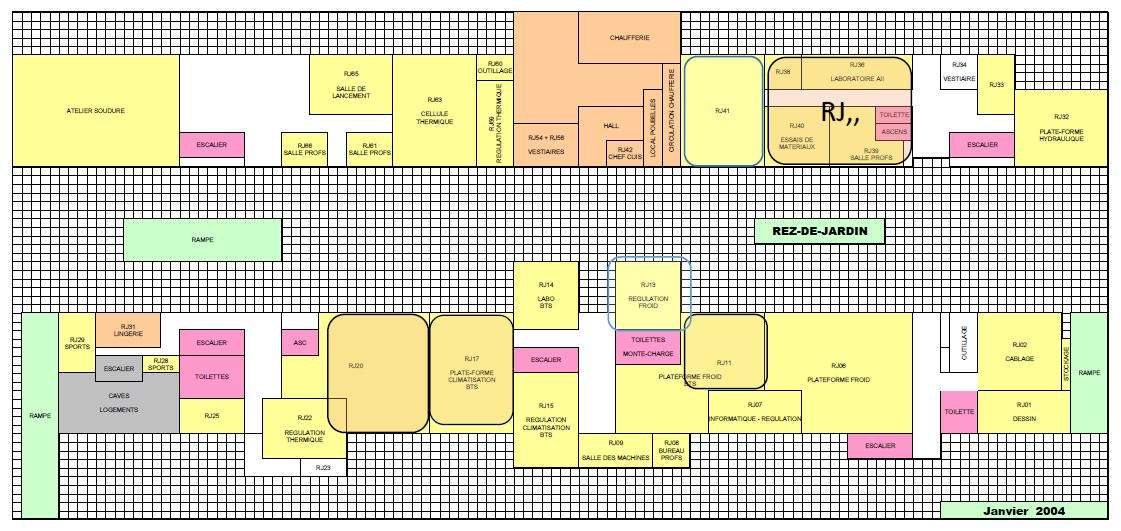 CHAUFFERIE
ATELIER SOUDURE
RJ65
SALLE DE
LANCEMENT
RJ63
CELLULE
THERMIQUE
RJ60
OUTILLAGE
RJ59
REGULATION THERMIQUE
ESCALIER
RJ66
SALLE PROFS
RJ61
SALLE PROFS
RJ54 + RJ56
VESTIAIRES
HALL
RJ42
CHEF CUIS
LOCAL POUBELLES
CIRCULATION CHAUFFERIE
RJ41
RJ38
RJ36
LABORATOIRE AII
RJ,,
RJ40
ESSAIS DE
MATERIAUX
TOILETTE
ASCENS
RJ39
SALLE PROFS
RJ34
VESTIAIRE
RJ33
RJ32
PLATE-FORME
HYDRAULIQUE
ESCALIER
RAMPE
REZ-DE-JARDIN
RJ14
LABO
BTS
RJ13
REGULATION
FROID
RAMPE
RJ29
SPORTS
RJ31
LINGERIE
ESCALIER
RJ28
SPORTS
CAVES
LOGEMENTS
ESCALIER
TOILETTES
RJ25
ASC
RJ20
RJ22
REGULATION
THERMIQUE
RJ23
RJ17
PLATE-FORME
CLIMATISATION
BTS
ESCALIER
RJ15
REGULATION
CLIMATISATION
BTS
TOILETTES
MONTE-CHARGE
RJ11
PLATEFORME FROID
BTS
RJ07
INFORMATIQUE - REGULATION
RJ09
SALLE DES MACHINES
RJ08
BUREAU
PROFS
RJ06
PLATEFORME FROID
ESCALIER
OUTILLAGE
TOILETTE
RJ02
CABLAGE
STOCKAGE
RJ01
DESSIN
RAMPE
Janvier 2004